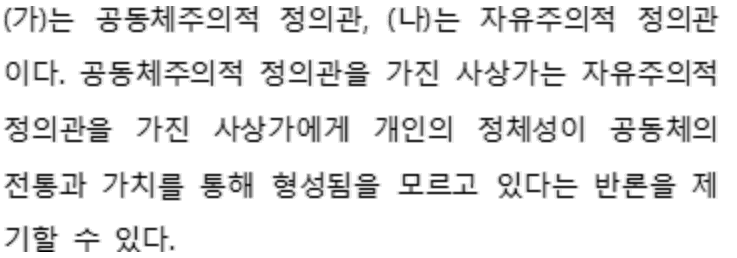 (가)는 공동체주의적 정의관, (나)는 자유주의적 정의관
이다. 공동체주의적 정의관을 가진 사상가는 자유주의적
정의관을 가진 사상가에게 개인의 정체성이 공동체의
전통과 가치를 통해 형성됨을 모르고 있다는 반론을 제
기할 수 있다.